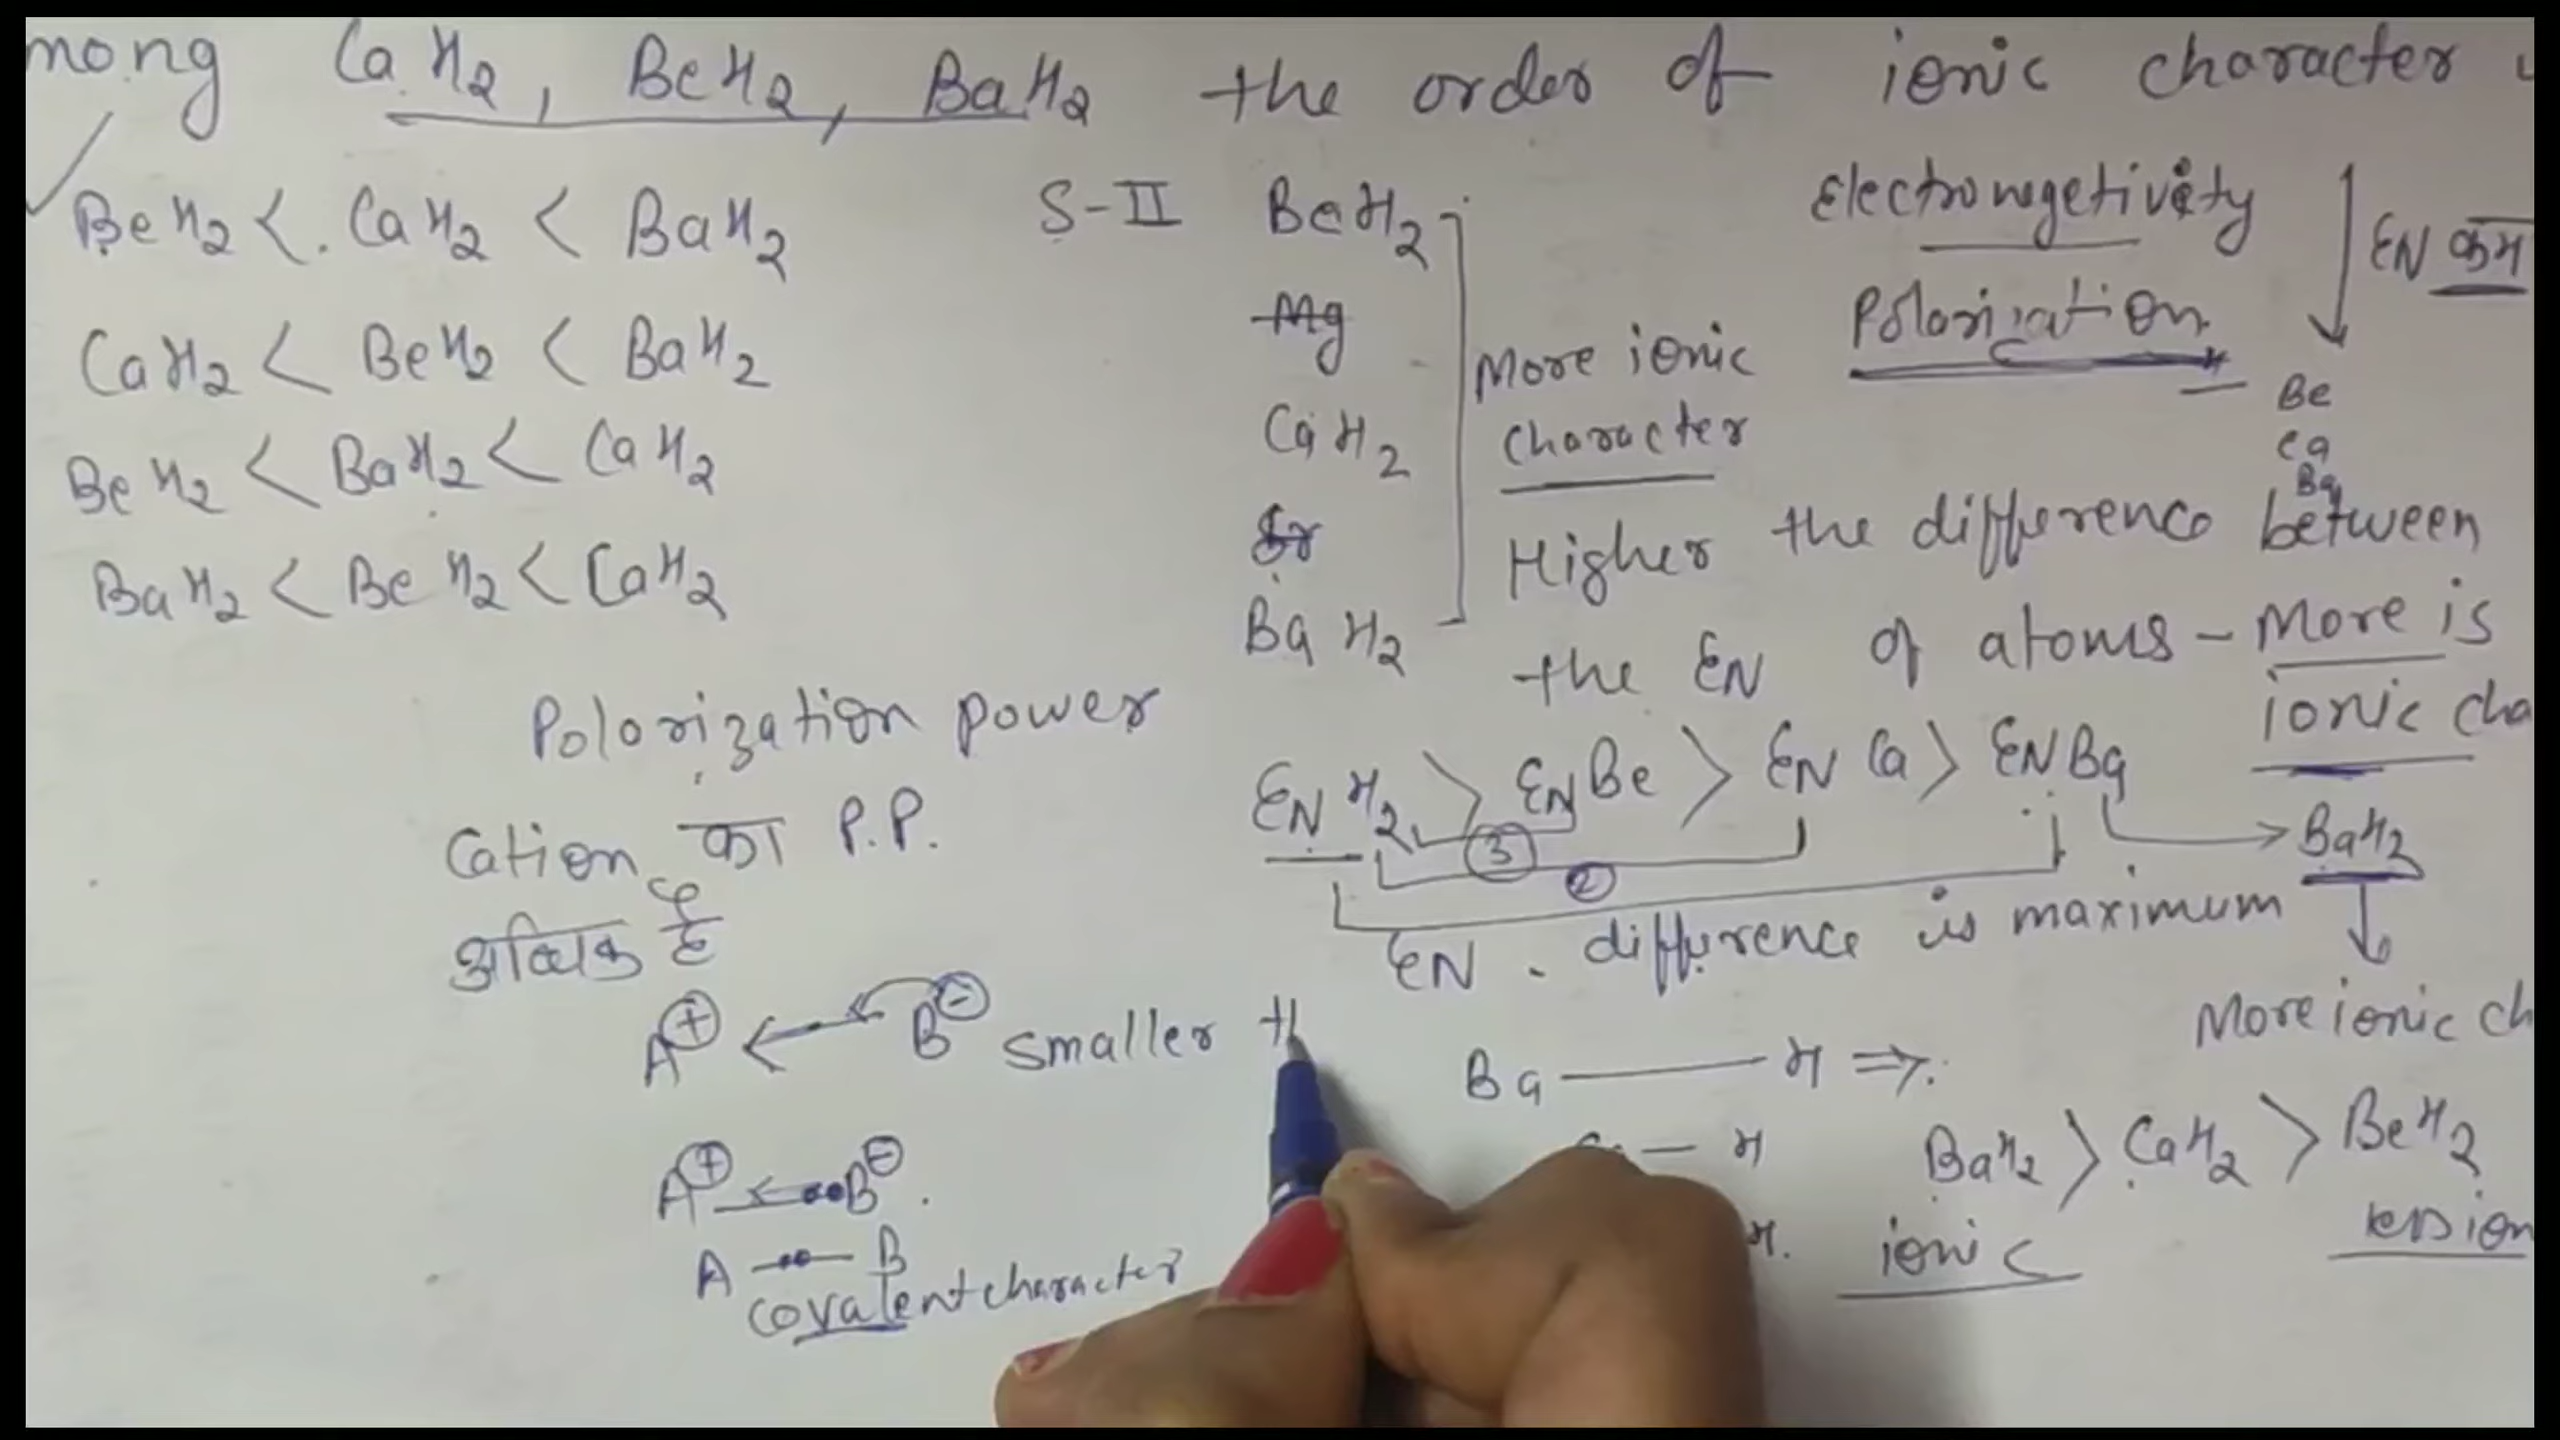 mong CaH2, BeH2, BaH2 the order of ionic character
BeH2 < CaH2 < BaH2
CaH2 < BeH2 < BaH2
BeH2 < BaH2 < CaH2
BaH2 < BeH2 < CaH2
S-II BeH2
Mg
CaH2
Sr
BaH2
More ionic
character
Electronegetivity
Polarization
EN कम
Be
Ca
Ba
Higher the difference between
the EN of atoms - More is
ionic cha
EN H2 > EN Be > EN Ca > EN Ba
3
2
BaH2
EN difference is maximum
More ionic ch
Ba — H ⇒
— H
H.
BaH2 > CaH2 > BeH2
ionic
Polorization power
Cation का P.P.
अधिक है
A+ ← B- smaller th
A+ ← B-
A — B
covalent character